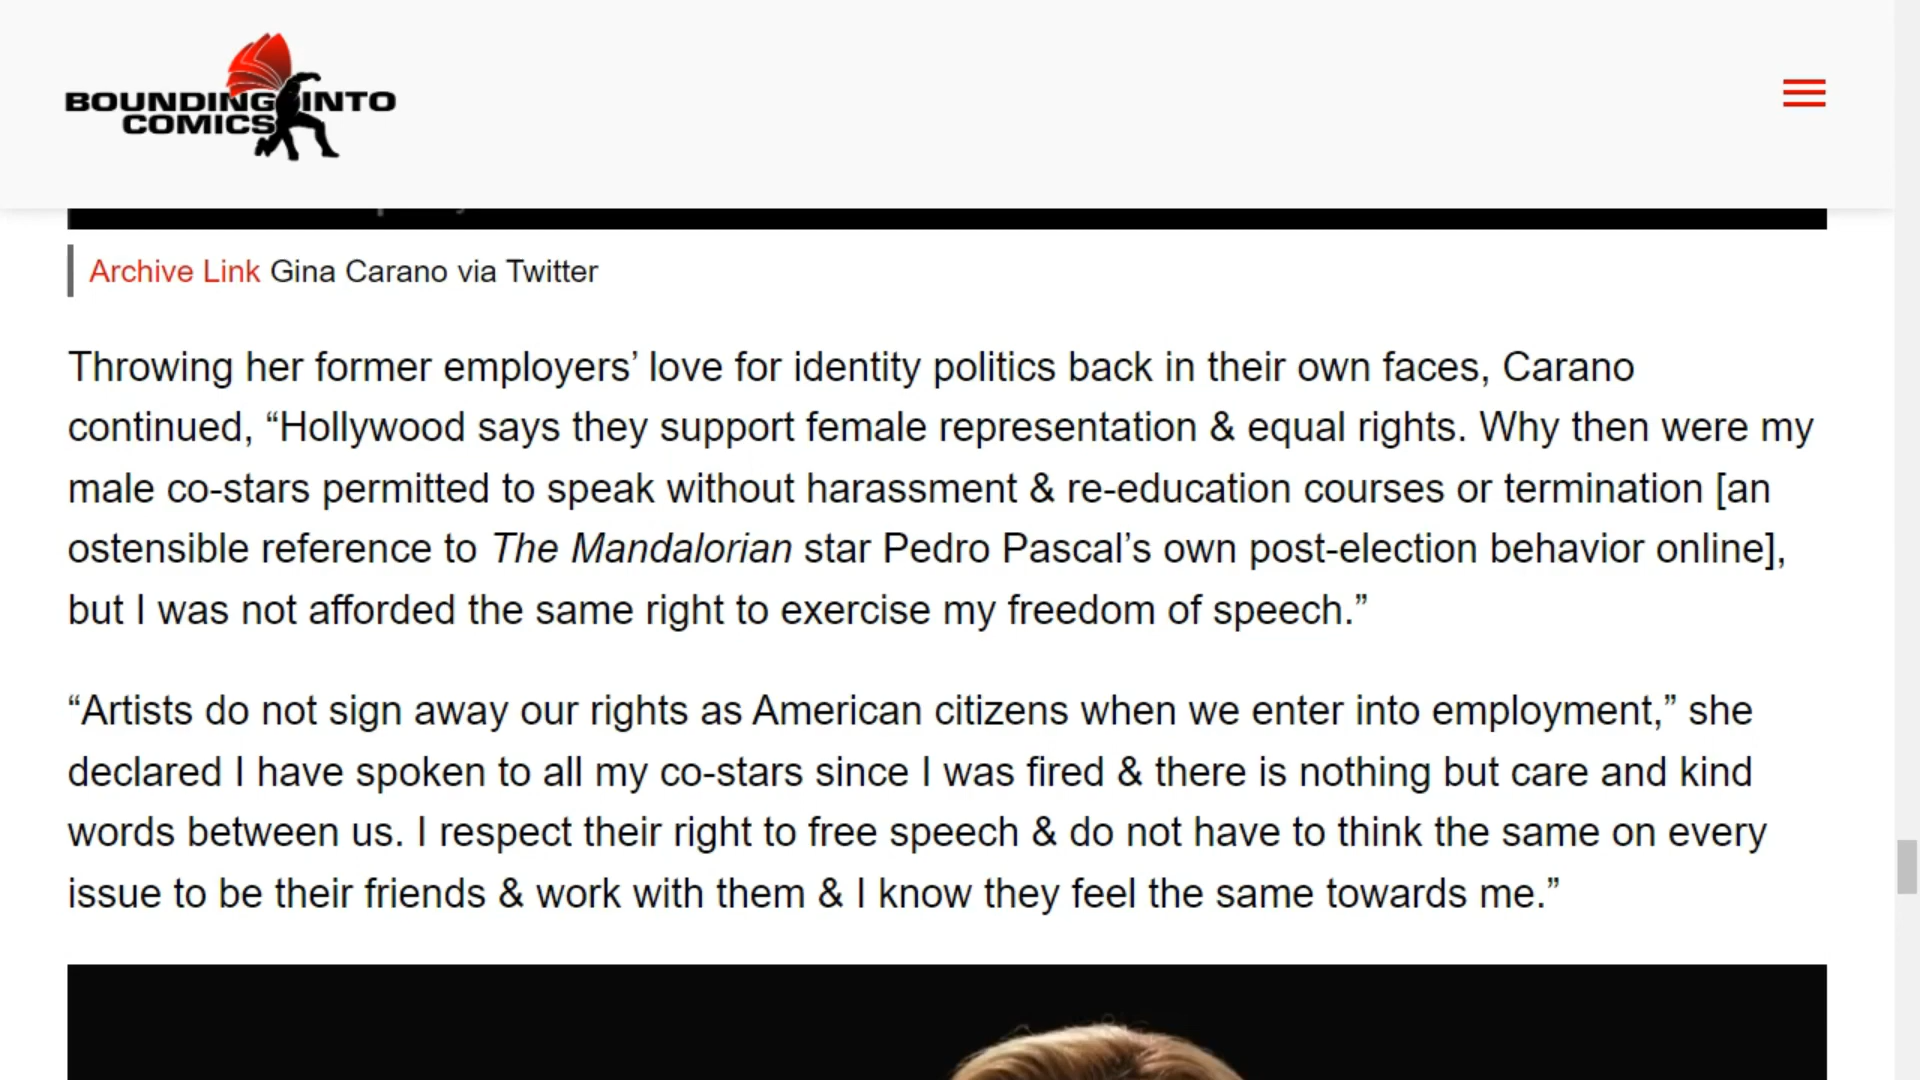 BOUNDING INTO
COMICS
Archive Link Gina Carano via Twitter
Throwing her former employers’ love for identity politics back in their own faces, Carano
continued, “Hollywood says they support female representation & equal rights. Why then were my
male co-stars permitted to speak without harassment & re-education courses or termination [an
ostensible reference to The Mandalorian star Pedro Pascal’s own post-election behavior online],
but I was not afforded the same right to exercise my freedom of speech.”
“Artists do not sign away our rights as American citizens when we enter into employment,” she
declared I have spoken to all my co-stars since I was fired & there is nothing but care and kind
words between us. I respect their right to free speech & do not have to think the same on every
issue to be their friends & work with them & I know they feel the same towards me.”